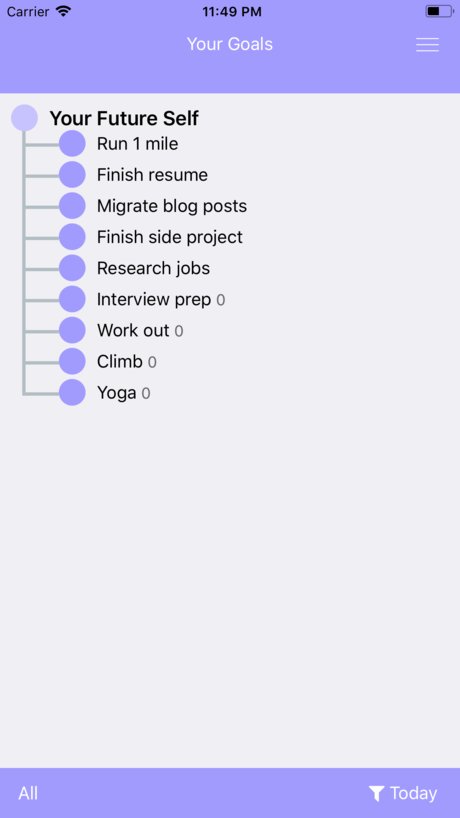 Carrier 11:49 PM
Your Goals
Your Future Self
Run 1 mile
Finish resume
Migrate blog posts
Finish side project
Research jobs
Interview prep 0
Work out 0
Climb 0
Yoga 0
All Today